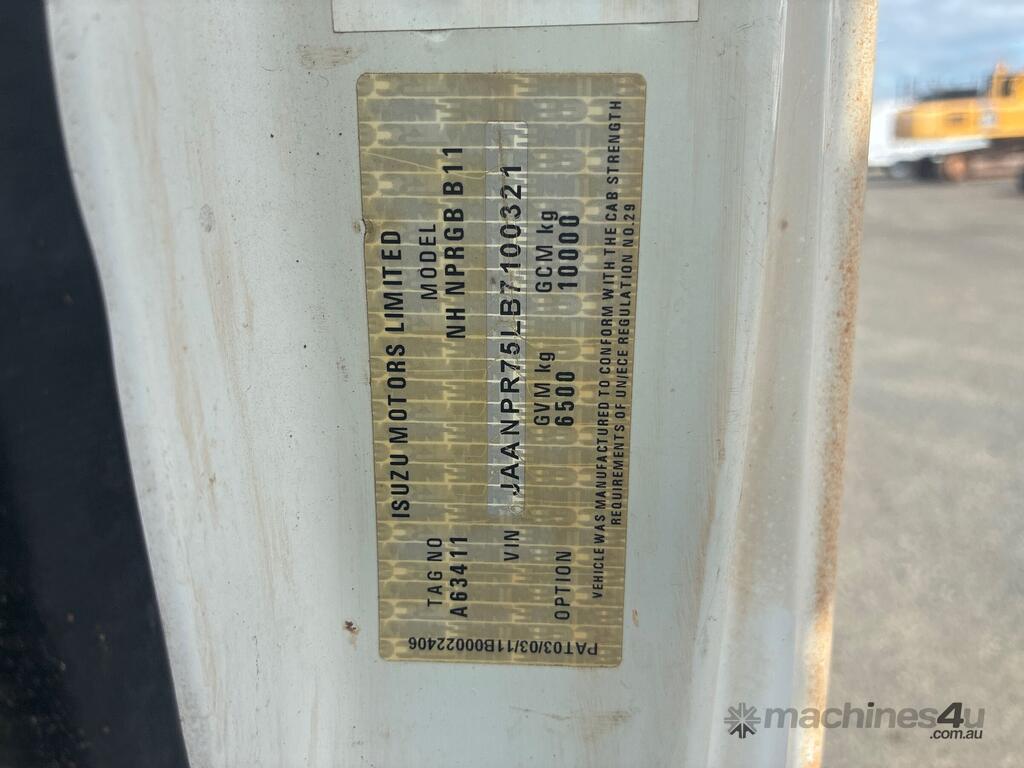 ISUZU MOTORS LIMITED
TAG NO MODEL
A63411 NH NPRGB B11
VIN JAANPR75LB7100321
GVM kg GCM kg
OPTION 6500 10000
VEHICLE WAS MANUFACTURED TO CONFORM WITH THE CAB STRENGTH
REQUIREMENTS OF UN/ECE REGULATION NO.29
PAT03/03/11B00022406
machines4u
.com.au